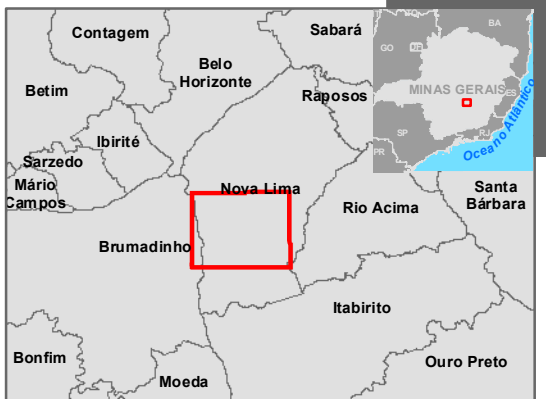 Contagem
Sabará
Belo
Horizonte
Betim
Raposos
Ibirité
Sarzedo
Mário
Campos
Nova Lima
Santa
Bárbara
Rio Acima
Brumadinho
Itabirito
Bonfim
Moeda
Ouro Preto
BA
GO
DF
MINAS GERAIS
ES
SP
RJ
PR
Oceano Atlântico